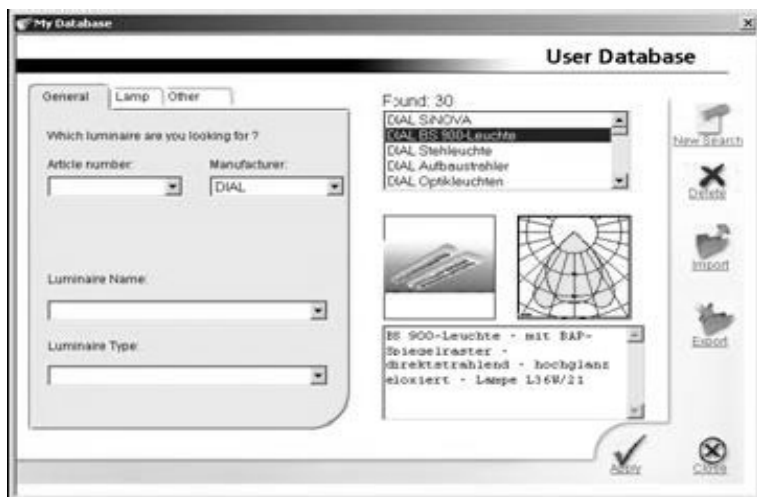 My Database
User Database
General Lamp Other
Which luminaire are you looking for ?
Article number: Manufacturer:
DIAL
Luminaire Name:
Luminaire Type:
Found: 30
DIAL SiNOVA
DIAL BS 900-Leuchte
DIAL Stehleuchte
DIAL Aufbaustrahler
DIAL Optikleuchten
BS 900-Leuchte - mit BAP-
Spiegelraster -
direktstrahlend - hochglanz
eloxiert - Lampe L36W/21
New Search
Delete
Import
Export
Apply
Close